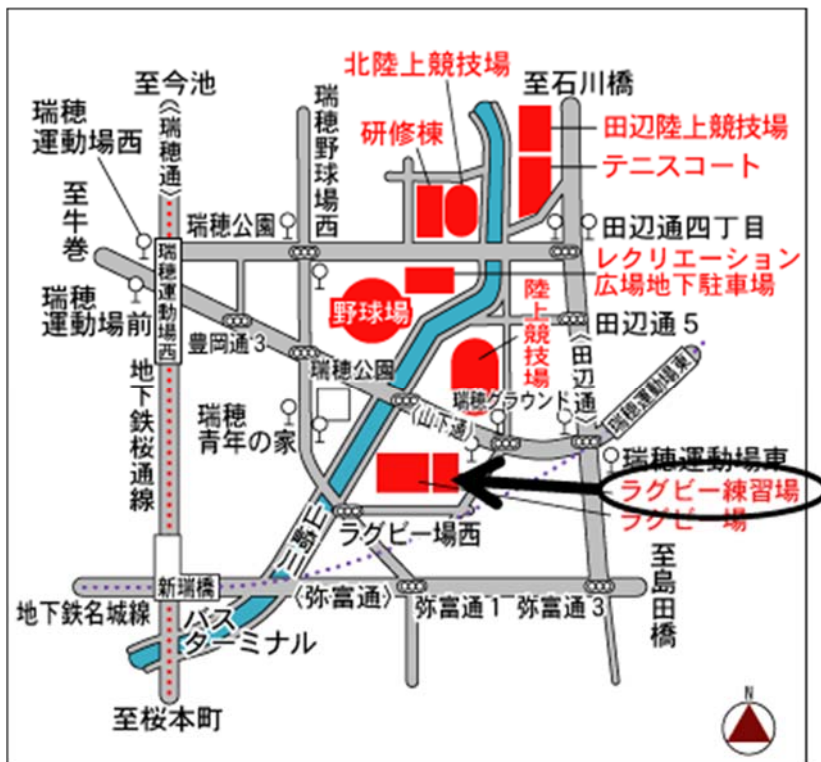 至今池
《瑞穂通》
瑞穂
運動場西
至牛巻
瑞穂野球場西
北陸上競技場
研修棟
至石川橋
田辺陸上競技場
テニスコート
瑞穂公園
田辺通四丁目
レクリエーション
広場地下駐車場
瑞穂運動場西
瑞穂
運動場前
豊岡通3
野球場
陸上競技場
田辺通5
《田辺通》
瑞穂運動場東
地下鉄桜通線
瑞穂公園
瑞穂グラウンド
〈山下通〉
瑞穂
青年の家
瑞穂運動場東
ラグビー練習場
ラグビー場
ラグビー場西
山崎川
至島田橋
新瑞橋
地下鉄名城線
〈弥富通〉
弥富通1
弥富通3
バス
ターミナル
至桜本町
N